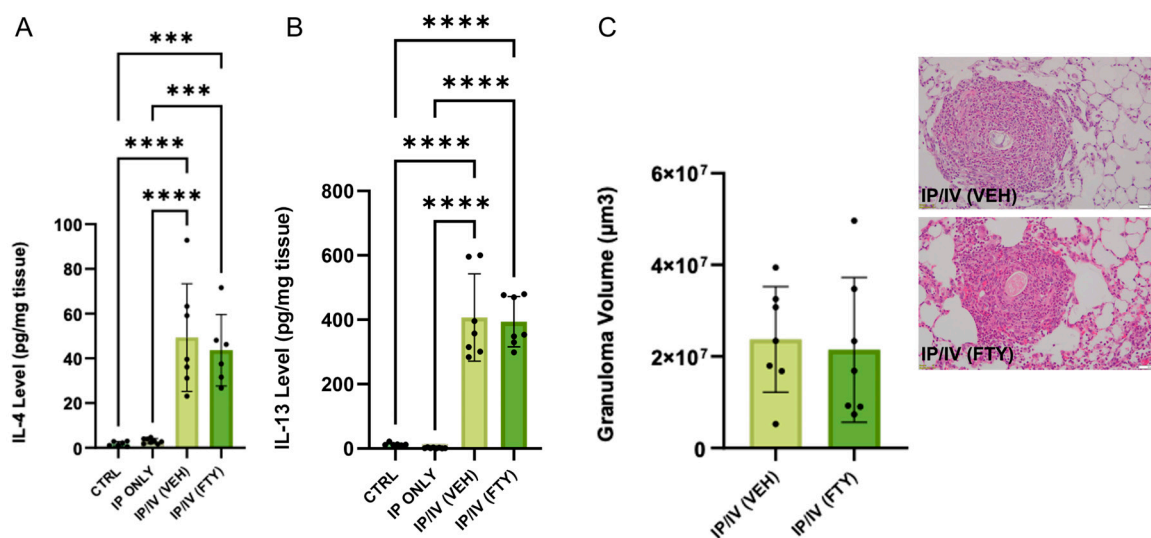 A
***
***
****
****
IL-4 Level (pg/mg tissue)
100
80
60
40
20
0
CTRL
IP ONLY
IP/IV (VEH)
IP/IV (FTY)
B
****
****
****
****
IL-13 Level (pg/mg tissue)
800
600
400
200
0
CTRL
IP ONLY
IP/IV (VEH)
IP/IV (FTY)
C
Granuloma Volume (µm3)
6×10⁷
4×10⁷
2×10⁷
0
IP/IV (VEH)
IP/IV (FTY)
IP/IV (VEH)
IP/IV (FTY)